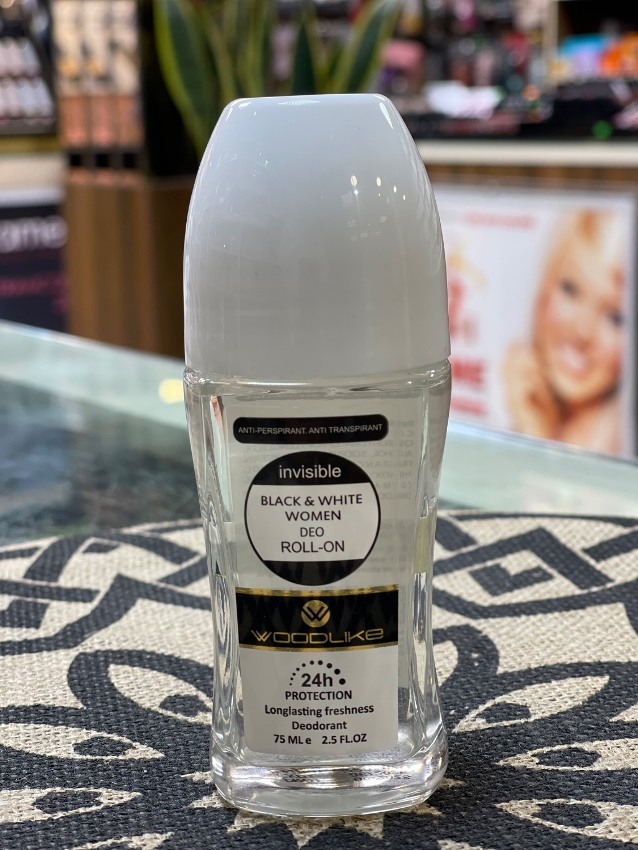 ANTI-PERSPIRANT, ANTI TRANSPIRANT
invisible
BLACK & WHITE
WOMEN
DEO
ROLL-ON
WOODLIKE
24h
PROTECTION
Longlasting freshness
Deodorant
75 ML e 2.5 FL.OZ
ome